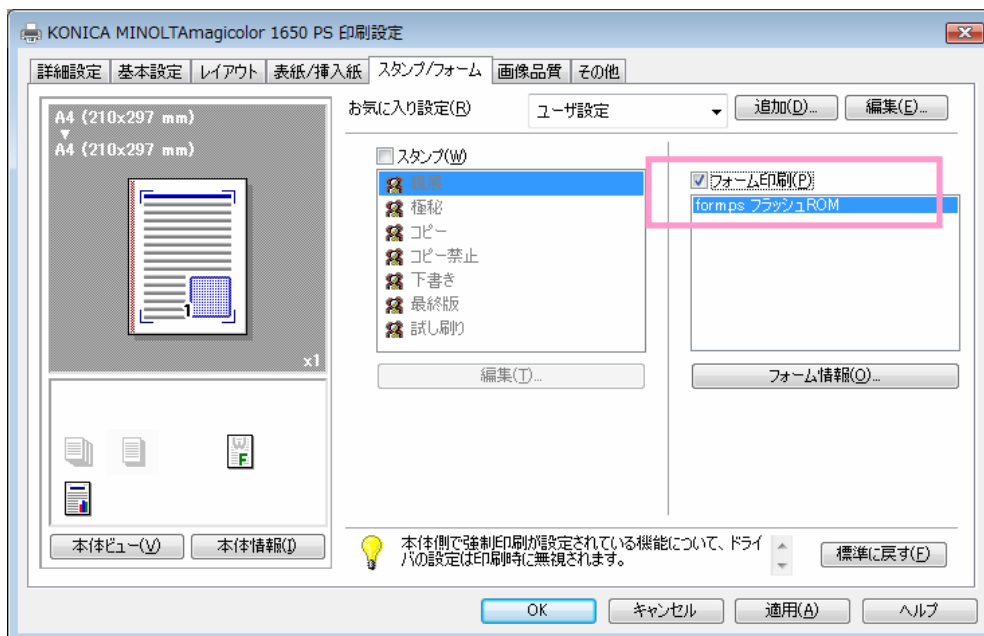 KONICA MINOLTAmagicolor 1650 PS 印刷設定
詳細設定 基本設定 レイアウト 表紙/挿入紙 スタンプ/フォーム 画像品質 その他
A4 (210x297 mm)
A4 (210x297 mm)
1
x1
W
F
本体ビュー(V) 本体情報(I)
お気に入り設定(R) ユーザ設定 追加(D)... 編集(E)...
スタンプ(W)
親展
極秘
コピー
コピー禁止
下書き
最終版
試し刷り
編集(T)...
フォーム印刷(P)
form.ps フラッシュROM
フォーム情報(O)...
本体側で強制印刷が設定されている機能について、ドライ
バの設定は印刷時に無視されます。
標準に戻す(F)
OK キャンセル 適用(A) ヘルプ